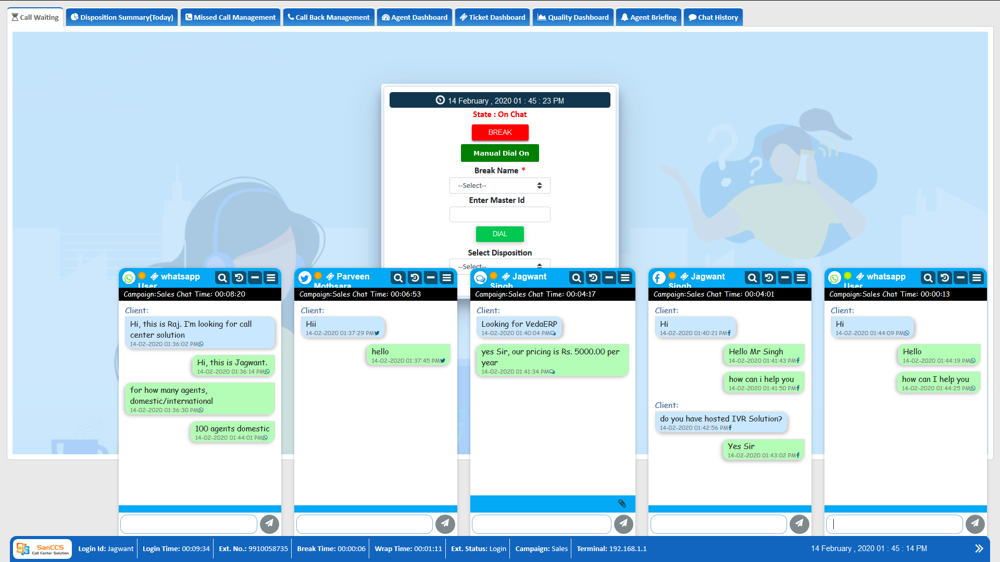 Call Waiting
Disposition Summary(Today)
Missed Call Management
Call Back Management
Agent Dashboard
Ticket Dashboard
Quality Dashboard
Agent Briefing
Chat History
14 February , 2020 01 : 45 : 23 PM
State : On Chat
BREAK
Manual Dial On
Break Name *
--Select--
Enter Master Id
DIAL
Select Disposition
--Select--
whatsapp
User
Campaign:Sales Chat Time: 00:08:20
Client:
Hi, this is Raj. I'm looking for call
center solution
14-02-2020 01:36:02 PM
Hi, this is Jagwant.
14-02-2020 01:36:14 PM
for how many agents,
domestic/international
14-02-2020 01:36:30 PM
100 agents domestic
14-02-2020 01:44:01 PM
Parveen
Mothsara
Campaign:Sales Chat Time: 00:06:53
Client:
Hii
14-02-2020 01:37:29 PM
hello
14-02-2020 01:37:45 PM
Jagwant
Singh
Campaign:Sales Chat Time: 00:04:17
Client:
Looking for VedaERP
14-02-2020 01:40:04 PM
yes Sir, our pricing is Rs. 5000.00 per
year
14-02-2020 01:41:34 PM
Jagwant
Singh
Campaign:Sales Chat Time: 00:04:01
Client:
Hi
14-02-2020 01:40:21 PM
Hello Mr Singh
14-02-2020 01:41:43 PM
how can i help you
14-02-2020 01:41:50 PM
Client:
do you have hosted IVR Solution?
14-02-2020 01:42:56 PM
Yes Sir
14-02-2020 01:43:02 PM
whatsapp
User
Campaign:Sales Chat Time: 00:00:13
Client:
Hi
14-02-2020 01:44:09 PM
Hello
14-02-2020 01:44:19 PM
how can I help you
14-02-2020 01:44:25 PM
SanCCS
Call Center Solution
Login Id: Jagwant
Login Time: 00:09:34
Ext. No.: 9910058735
Break Time: 00:00:06
Wrap Time: 00:01:11
Ext. Status: Login
Campaign: Sales
Terminal: 192.168.1.1
14 February , 2020 01 : 45 : 14 PM